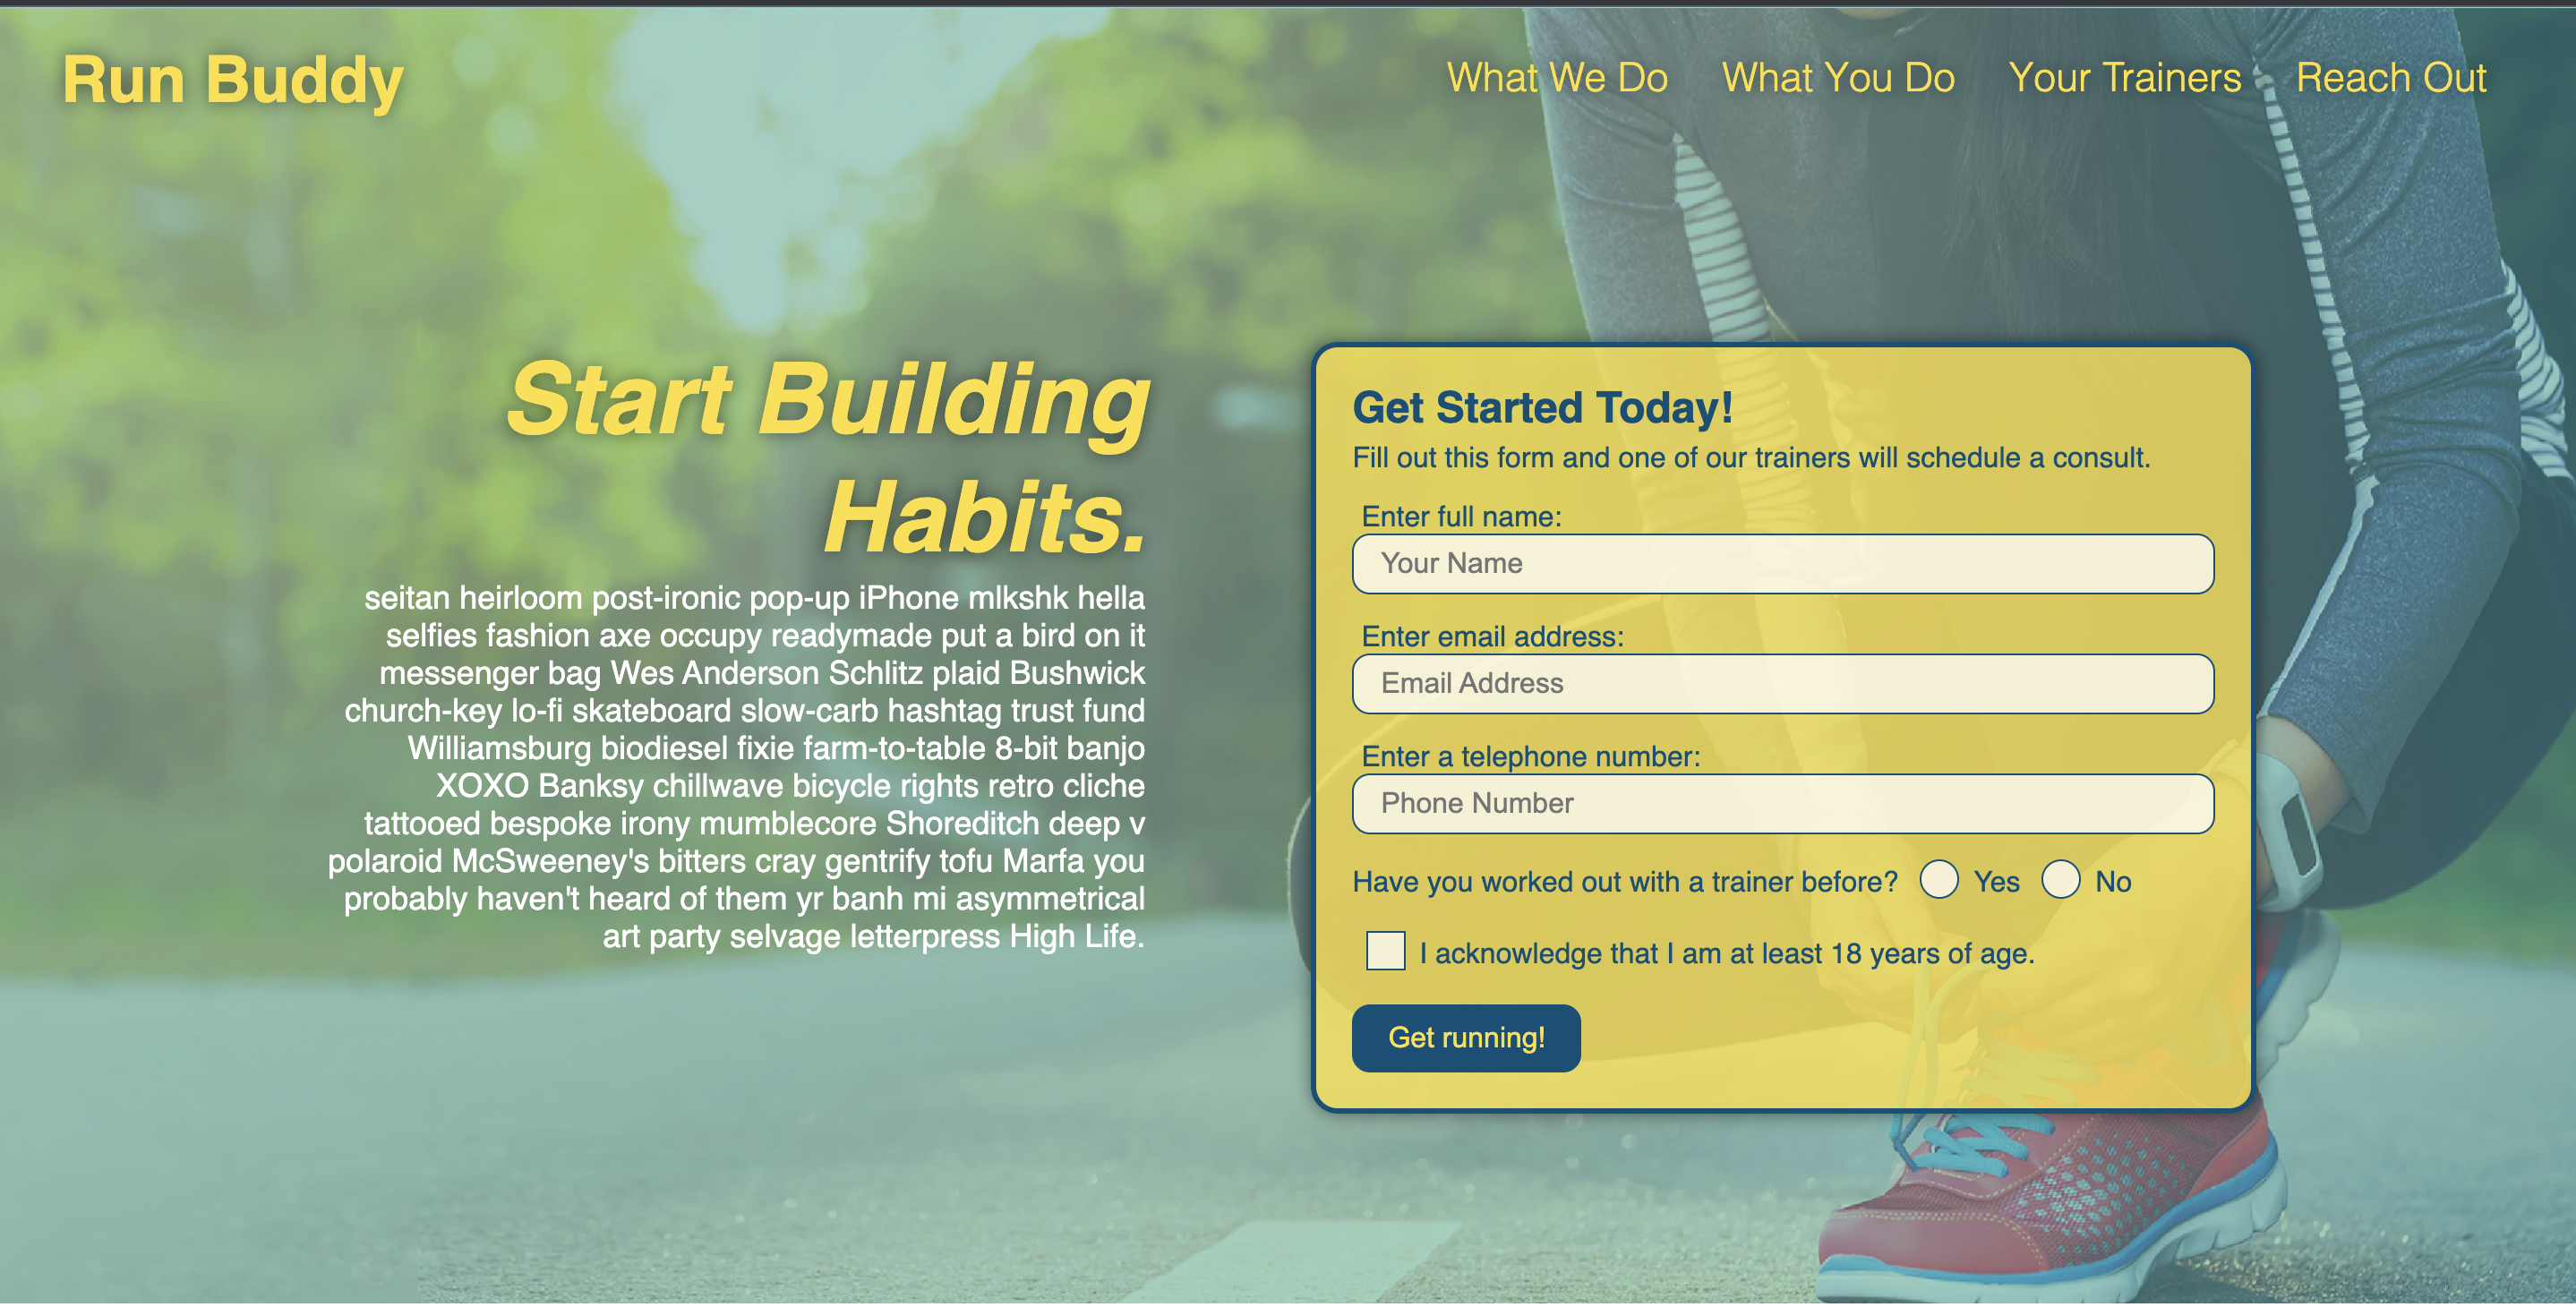 Run Buddy
What We Do
What You Do
Your Trainers
Reach Out
Start Building
Habits.
seitan heirloom post-ironic pop-up iPhone mlkshk hella
selfies fashion axe occupy readymade put a bird on it
messenger bag Wes Anderson Schlitz plaid Bushwick
church-key lo-fi skateboard slow-carb hashtag trust fund
Williamsburg biodiesel fixie farm-to-table 8-bit banjo
XOXO Banksy chillwave bicycle rights retro cliche
tattooed bespoke irony mumblecore Shoreditch deep v
polaroid McSweeney's bitters cray gentrify tofu Marfa you
probably haven't heard of them yr banh mi asymmetrical
art party selvage letterpress High Life.
Get Started Today!
Fill out this form and one of our trainers will schedule a consult.
Enter full name:
Your Name
Enter email address:
Email Address
Enter a telephone number:
Phone Number
Have you worked out with a trainer before? Yes No
I acknowledge that I am at least 18 years of age.
Get running!